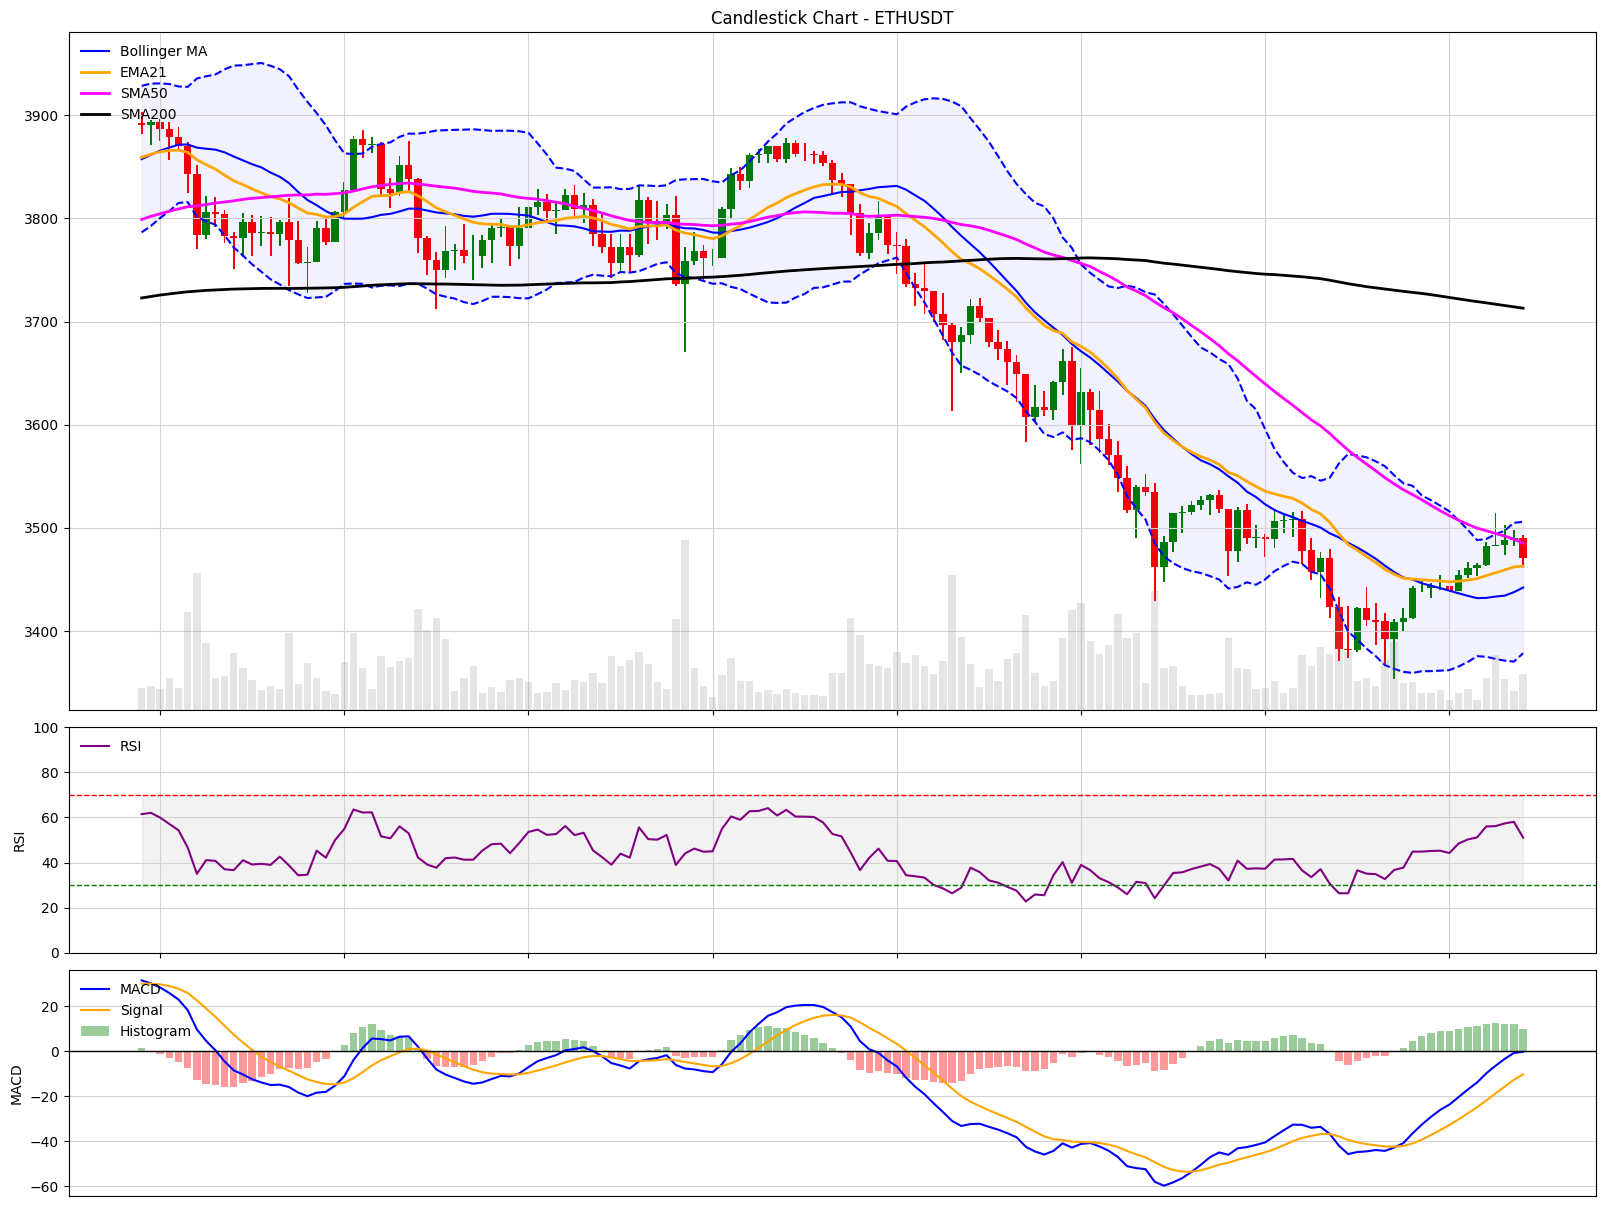 Candlestick Chart - ETHUSDT
Bollinger MA
EMA21
SMA50
SMA200
3900
3800
3700
3600
3500
3400
RSI
100
80
60
40
20
0
RSI
MACD
Signal
Histogram
20
0
−20
−40
−60
MACD